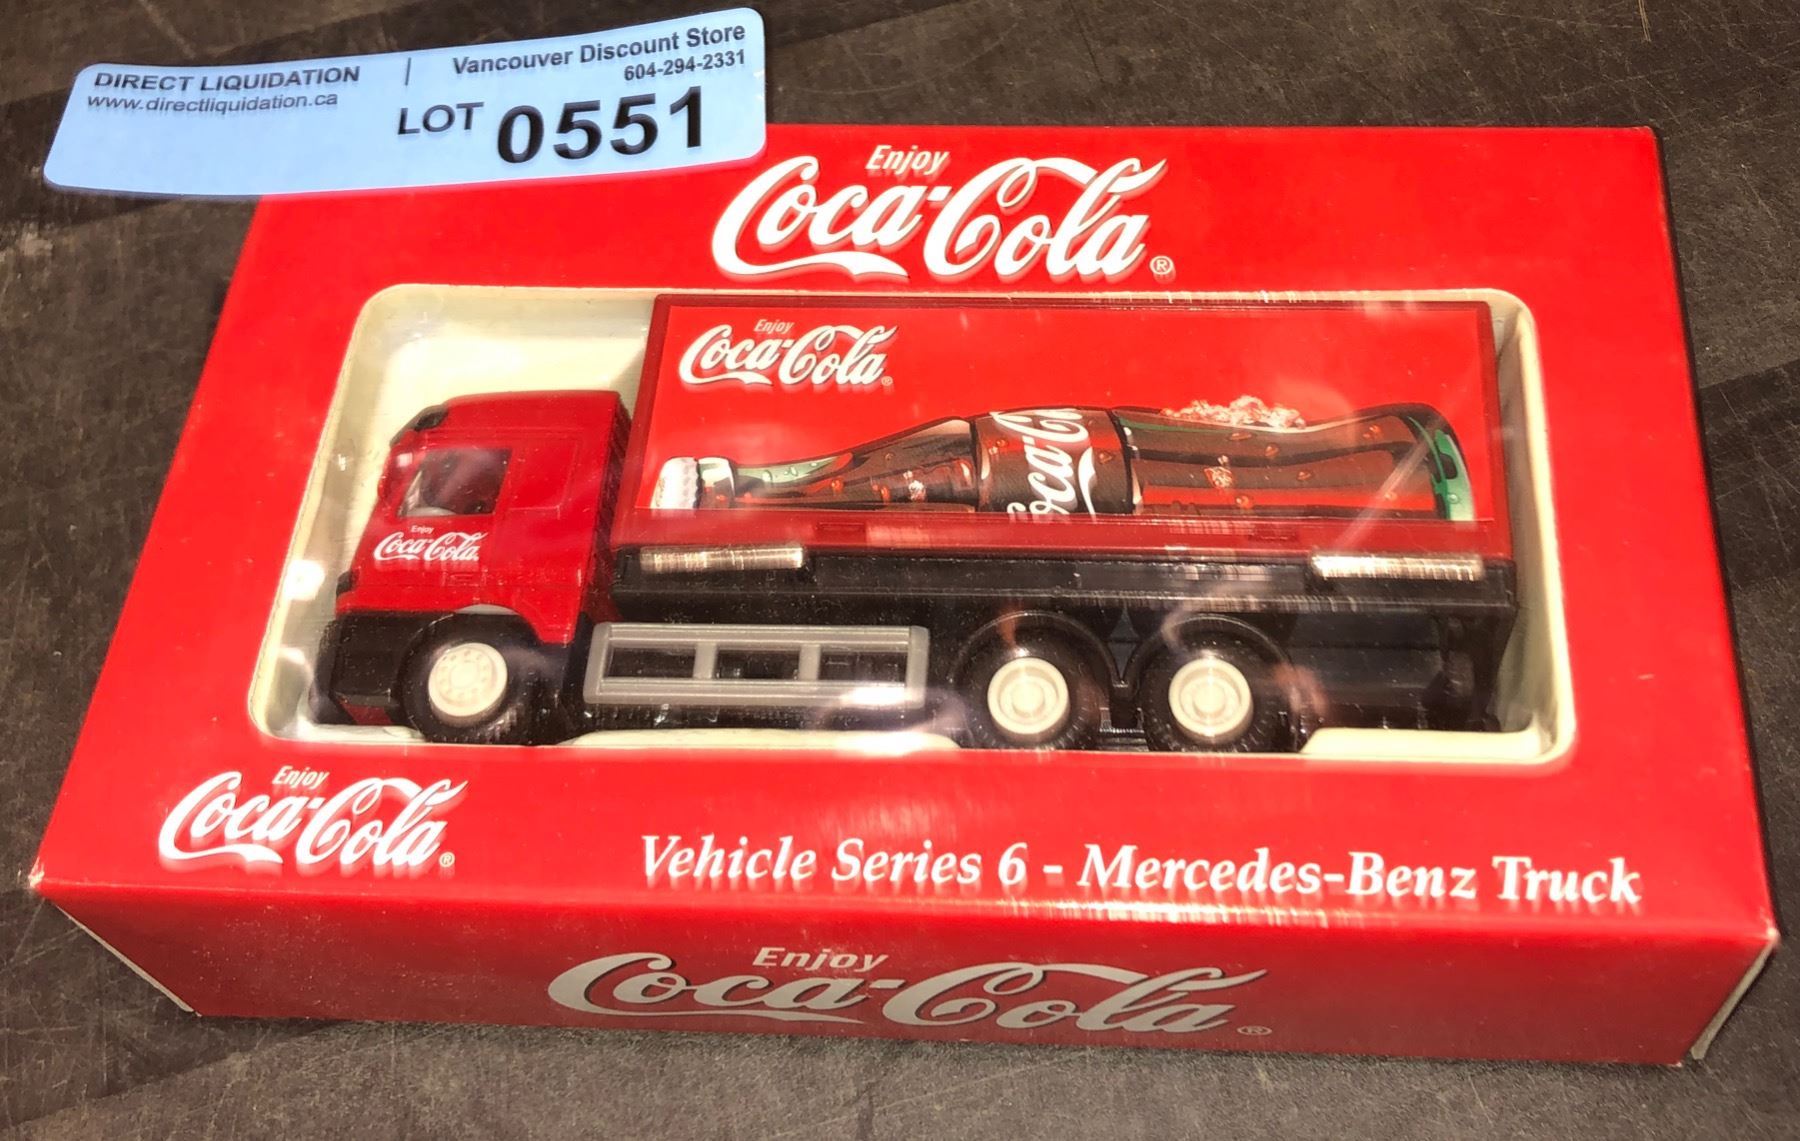 DIRECT LIQUIDATION | Vancouver Discount Store
www.directliquidation.ca 604-294-2331
LOT 0551
Enjoy
Coca-Cola®
Enjoy
Coca-Cola®
Coca-C
Enjoy
Coca-Cola
Enjoy
Coca-Cola®
Vehicle Series 6 - Mercedes-Benz Truck
Enjoy
Coca-Cola®